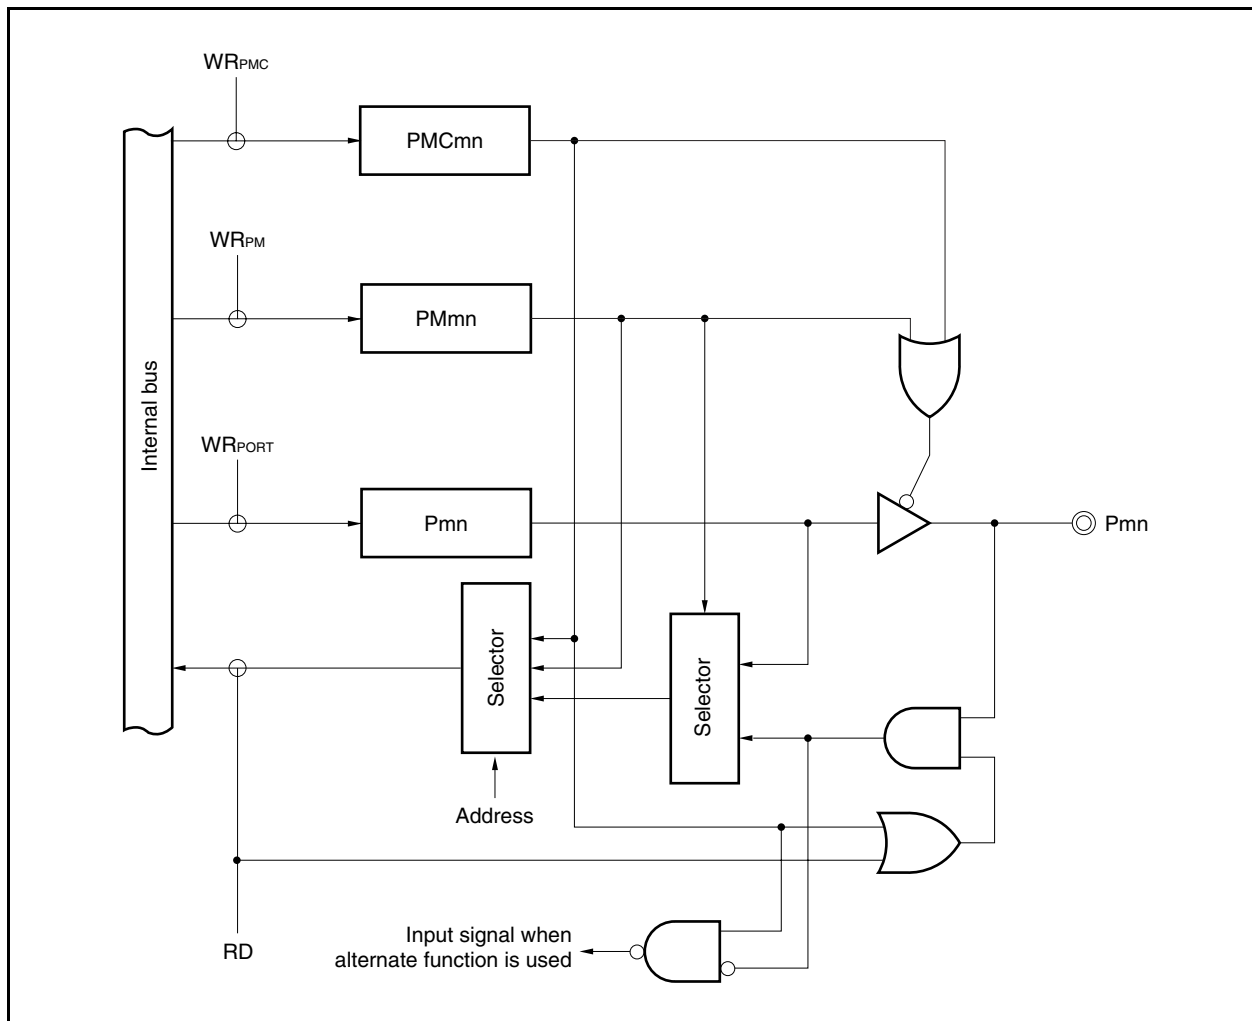 WRPMC
PMCmn
WRPM
PMmn
Internal bus
WRPORT
Pmn
Pmn
Selector
Selector
Address
RD
Input signal when
alternate function is used